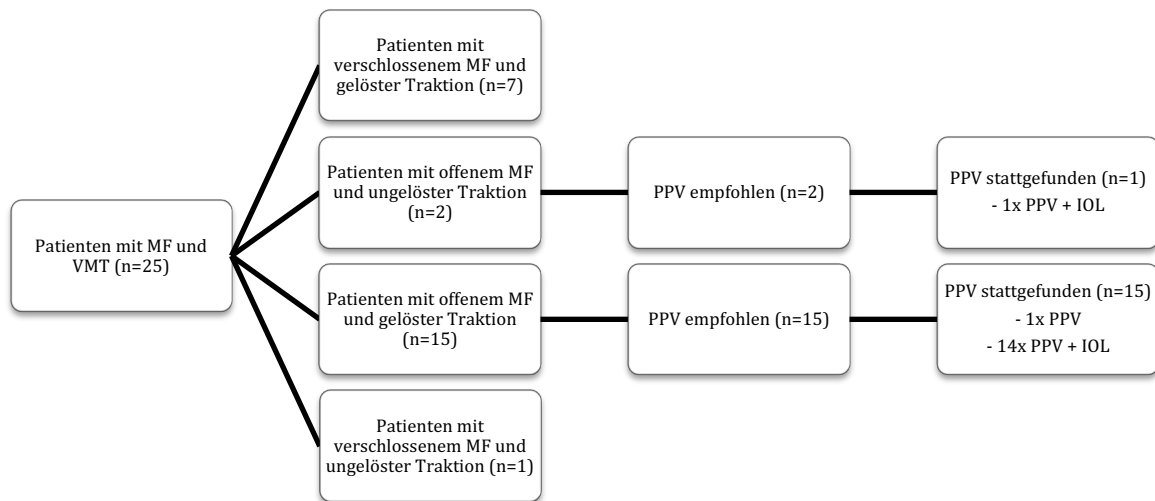 Patienten mit MF und
VMT (n=25)
Patienten mit
verschlossenem MF und
gelöster Traktion (n=7)
Patienten mit offenem MF
und ungelöster Traktion
(n=2)
PPV empfohlen (n=2)
PPV stattgefunden (n=1)
- 1x PPV + IOL
Patienten mit offenem MF
und gelöster Traktion
(n=15)
PPV empfohlen (n=15)
PPV stattgefunden (n=15)
- 1x PPV
- 14x PPV + IOL
Patienten mit
verschlossenem MF und
ungelöster Traktion (n=1)